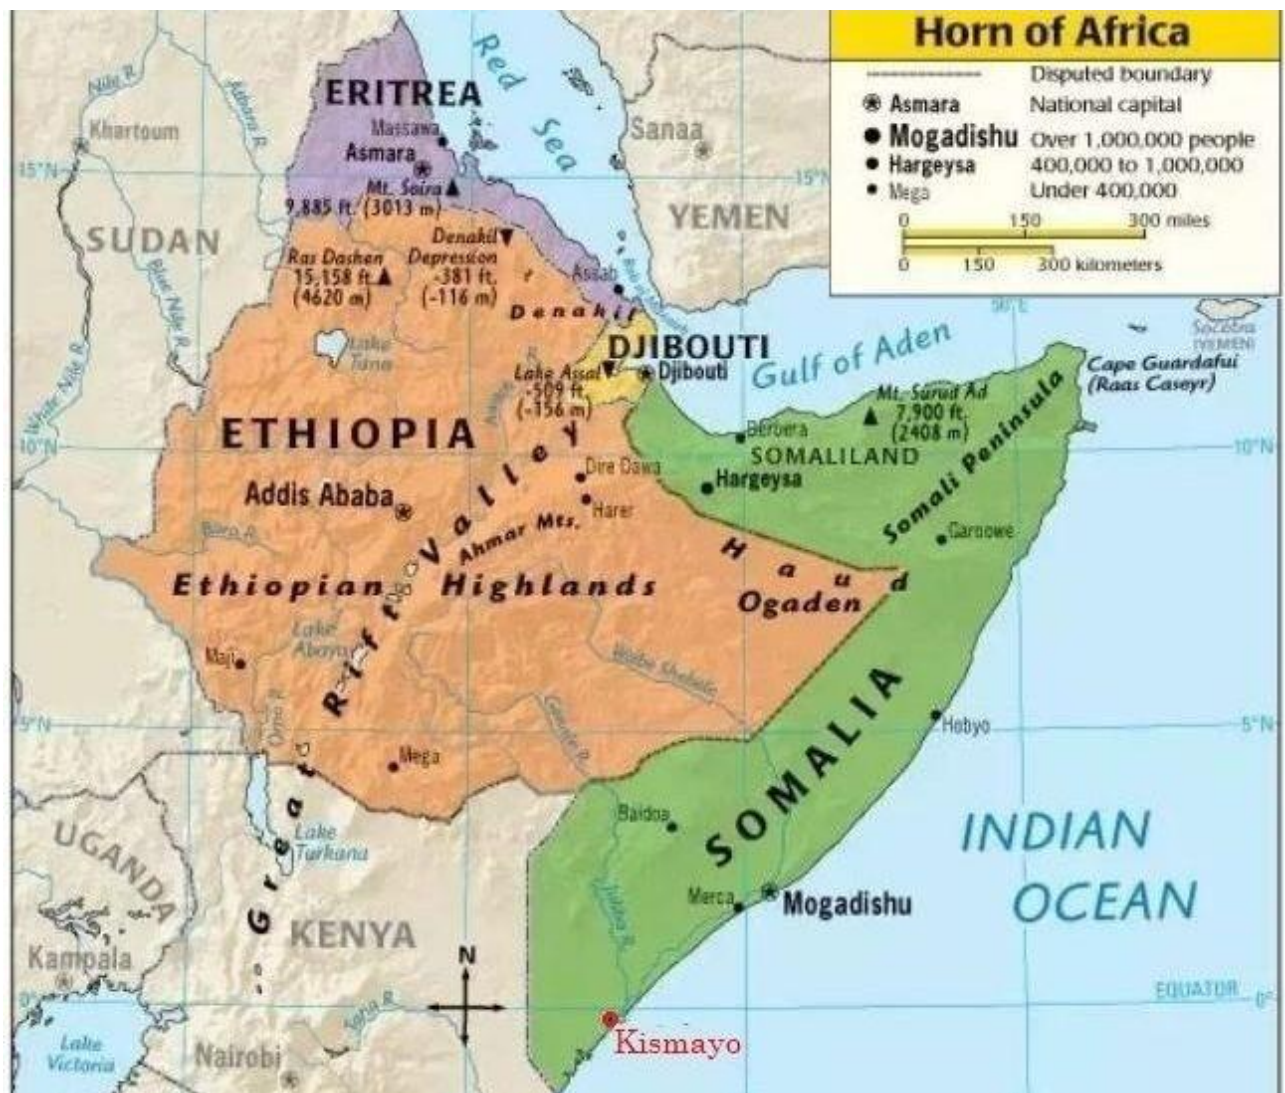 Horn of Africa
Disputed boundary
Asmara National capital
Mogadishu Over 1,000,000 people
Hargeysa 400,000 to 1,000,000
Mega Under 400,000
0 150 300 miles
0 150 300 kilometers
Red
Sea
ERITREA
Massawa
Asmara
Mt. Soira
9,885 ft. (3013 m)
Nile R.
Atbara R.
Khartoum
Sanaa
15°N
15°N
YEMEN
SUDAN
Denakil
Depression
-381 ft.
(-116 m)
Ras Dashen
15,158 ft.
(4620 m)
Assab
Denakil
Blue Nile R.
White Nile R.
Lake
Tana
DJIBOUTI
Djibouti
Lake Assal
-509 ft.
(-156 m)
Gulf of Aden
Socotra
(YEMEN)
Cape Guardafui
(Raas Caseyr)
Mt. Surud Ad
7,900 ft.
(2408 m)
Somali Peninsula
Berbera
SOMALILAND
Hargeysa
10°N
10°N
ETHIOPIA
Addis Ababa
Dire Dawa
Harer
Ahmar Mts.
Garoowe
Baro R.
Ethiopian Highlands
Haud
Ogaden
Great Rift Valley
Lake
Abaya
Maji
Omo R.
Wabe Shebele
Hobyo
5°N
5°N
Mega
SOMALIA
Baidoa
Lake
Turkana
UGANDA
INDIAN
OCEAN
Merca
Mogadishu
Jubba R.
KENYA
N
Kampala
EQUATOR
0°
0°
Tana R.
Kismayo
Lake
Victoria
Nairobi